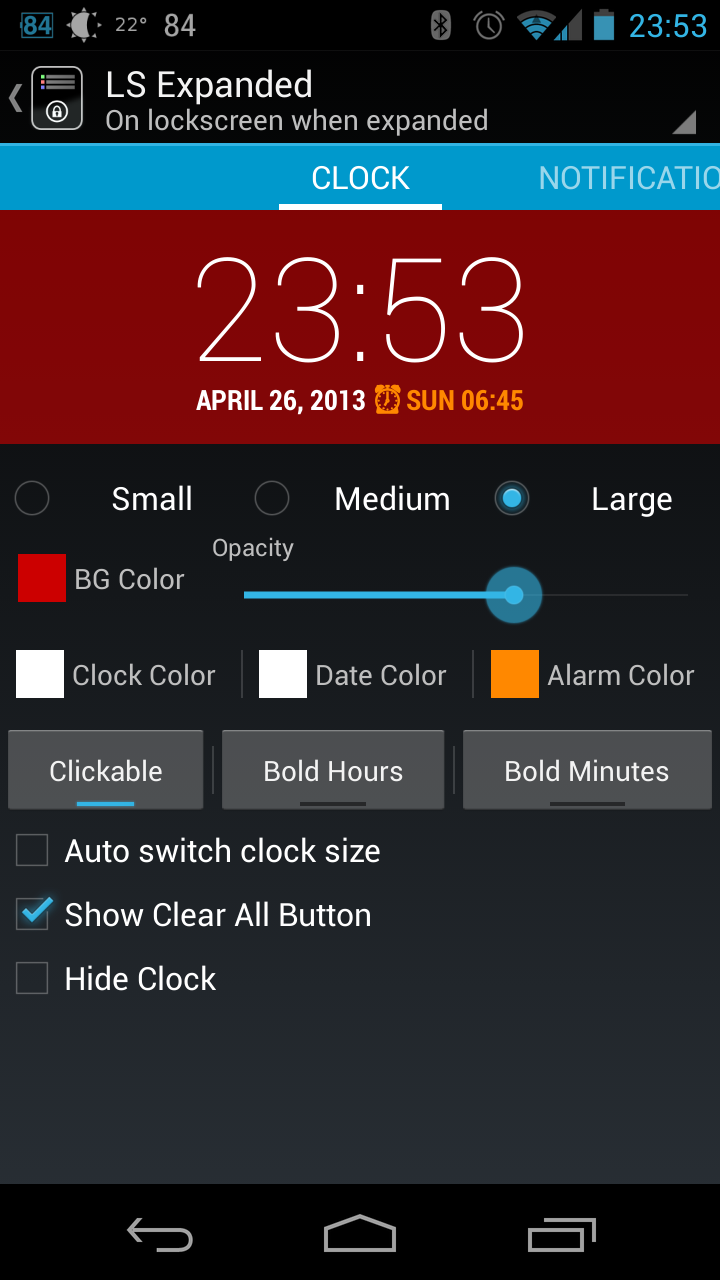 84 22° 84 23:53
LS Expanded
On lockscreen when expanded
CLOCK NOTIFICATIO
23:53
APRIL 26, 2013 SUN 06:45
Small Medium Large
Opacity
BG Color
Clock Color Date Color Alarm Color
Clickable Bold Hours Bold Minutes
Auto switch clock size
Show Clear All Button
Hide Clock